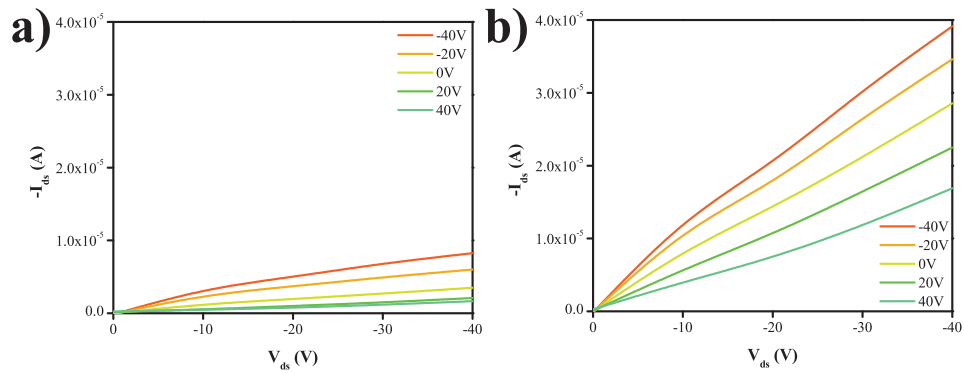 a)
4.0x10⁻⁵
3.0x10⁻⁵
2.0x10⁻⁵
1.0x10⁻⁵
0.0
-I_ds (A)
-40V
-20V
0V
20V
40V
0 -10 -20 -30 -40
V_ds (V)
b)
4.0x10⁻⁵
3.0x10⁻⁵
2.0x10⁻⁵
1.0x10⁻⁵
0.0
-I_ds (A)
-40V
-20V
0V
20V
40V
0 -10 -20 -30 -40
V_ds (V)